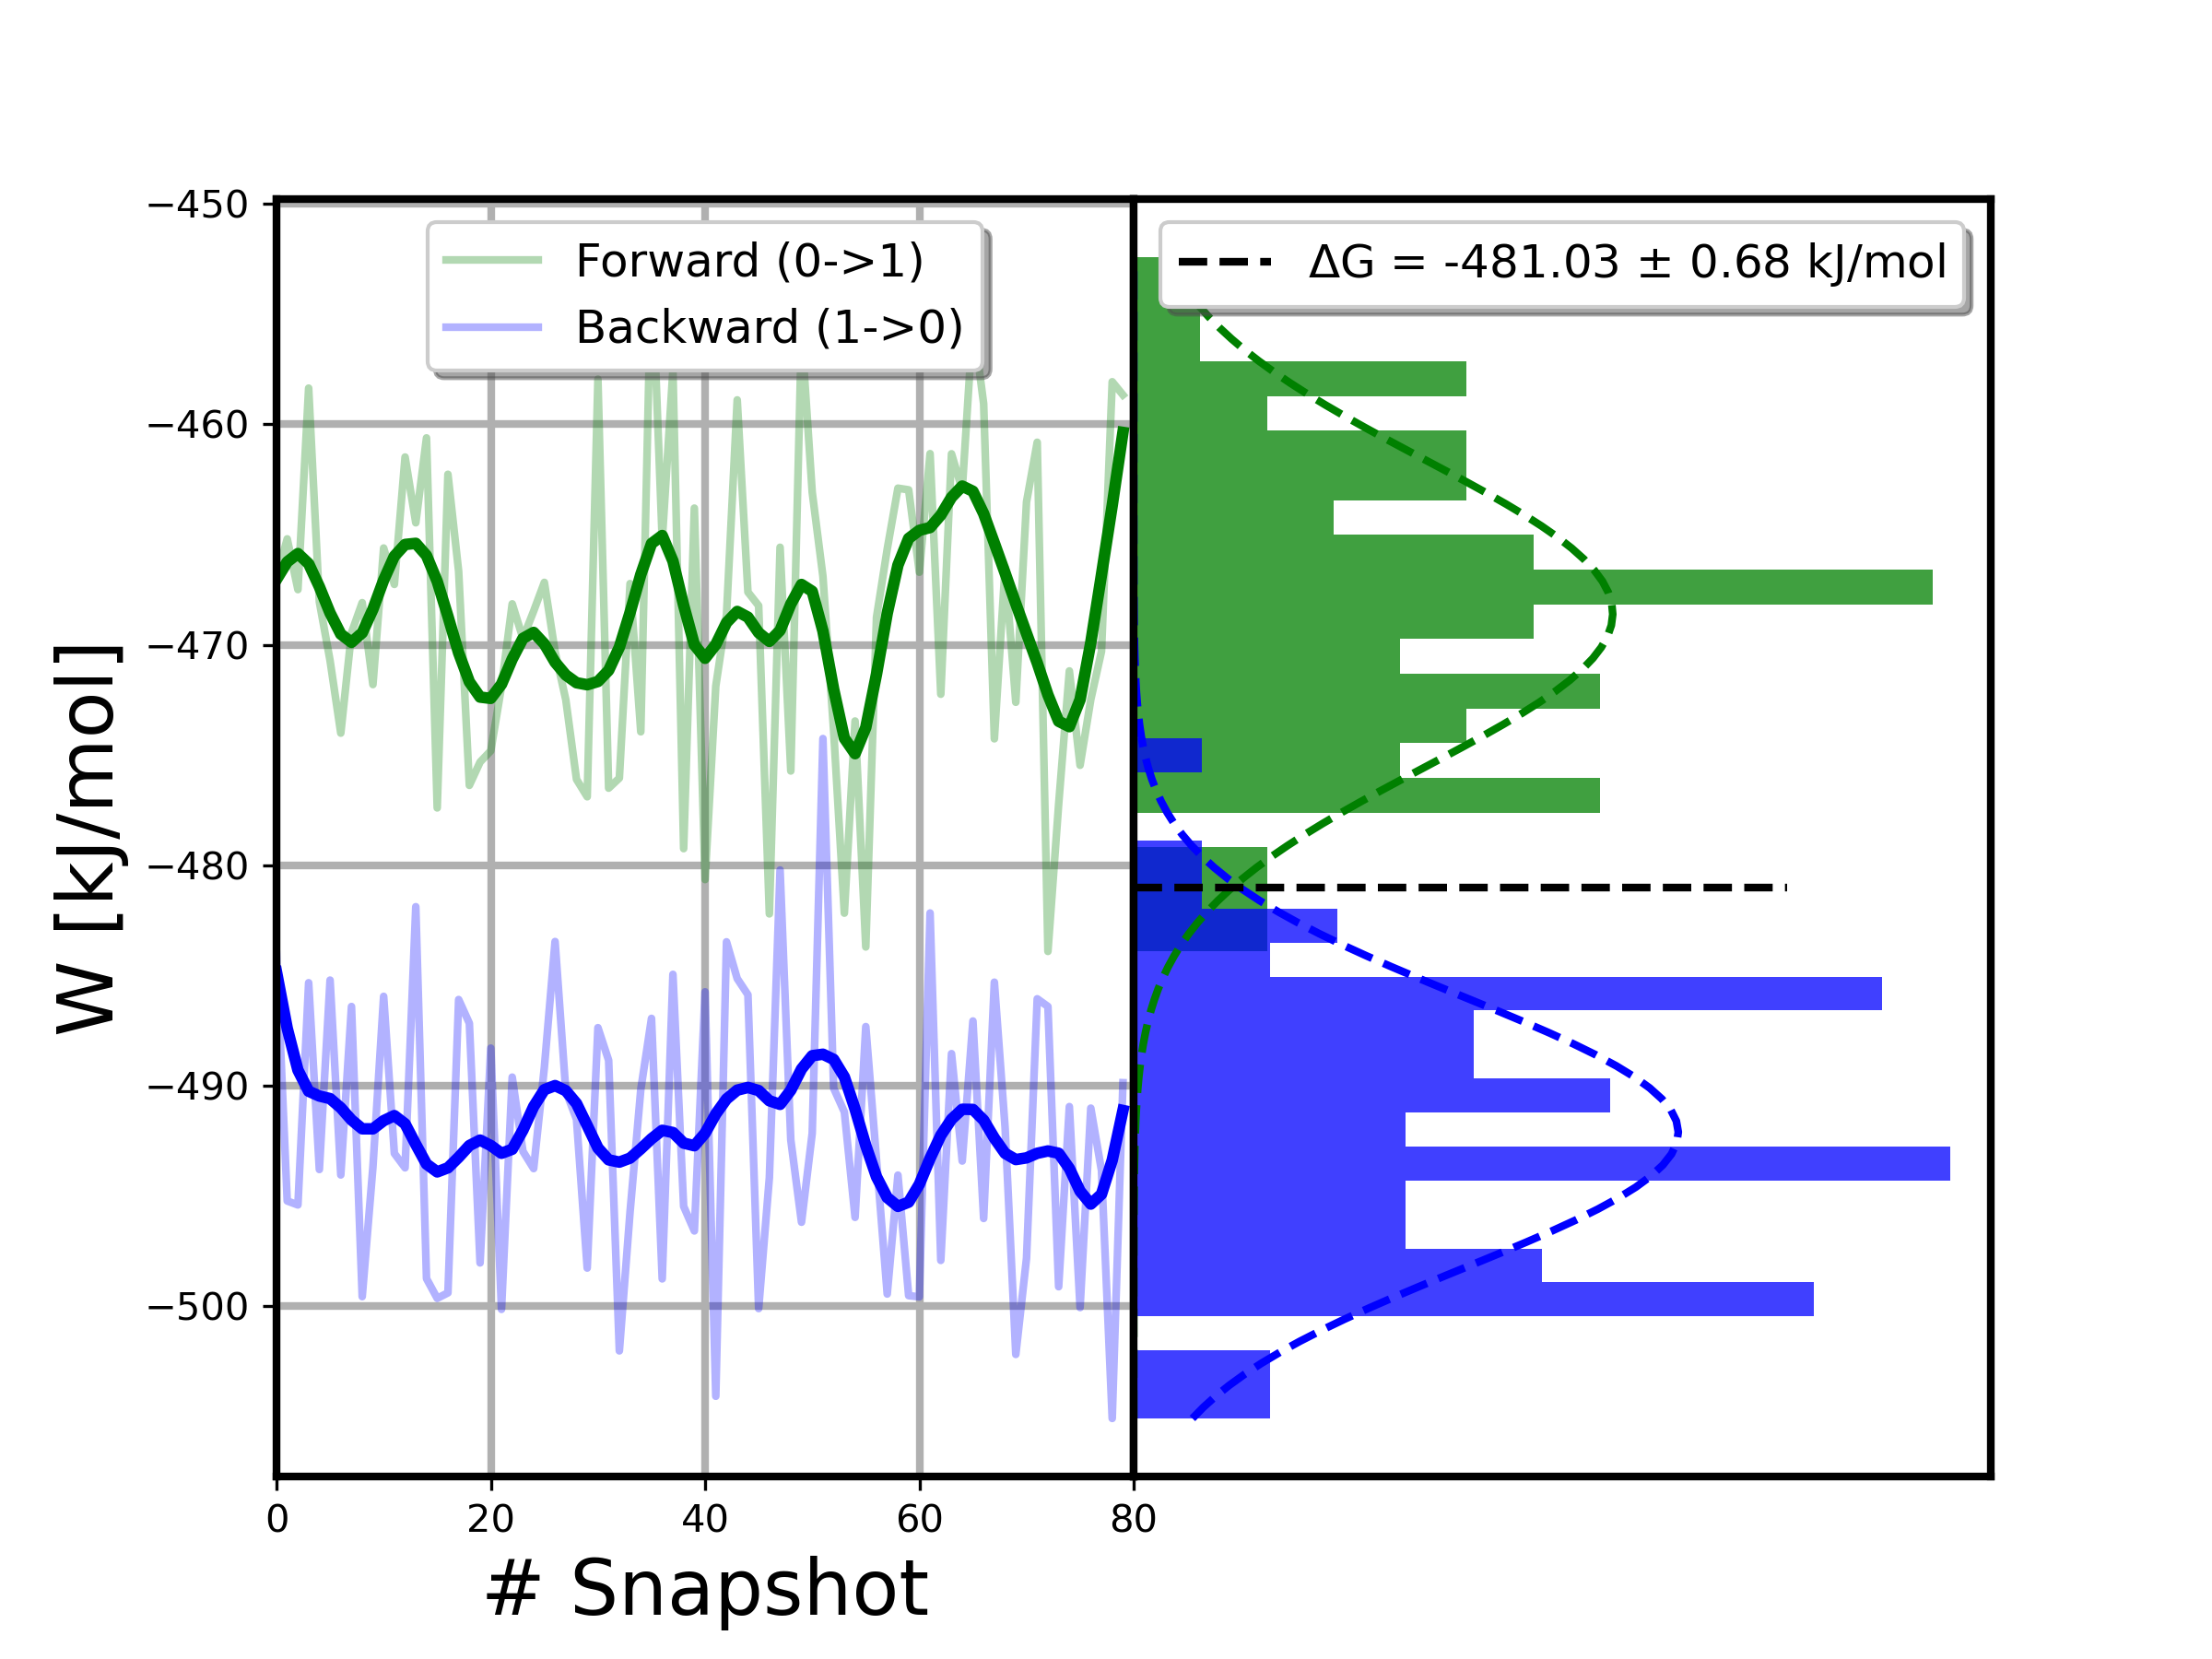 Forward (0->1)
Backward (1->0)
ΔG = -481.03 ± 0.68 kJ/mol
W [kJ/mol]
−450
−460
−470
−480
−490
−500
0 20 40 60 80
# Snapshot